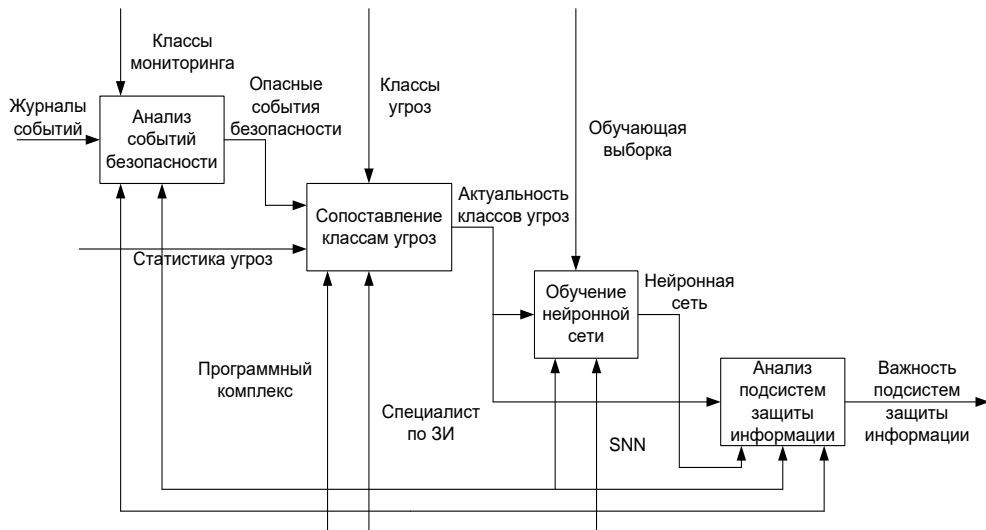 Классы
мониторинга
Журналы
событий
Анализ
событий
безопасности
Опасные
события
безопасности
Классы
угроз
Обучающая
выборка
Сопоставление
классам угроз
Актуальность
классов угроз
Статистика угроз
Обучение
нейронной
сети
Нейронная
сеть
Программный
комплекс
Специалист
по ЗИ
SNN
Анализ
подсистем
защиты
информации
Важность
подсистем
защиты
информации